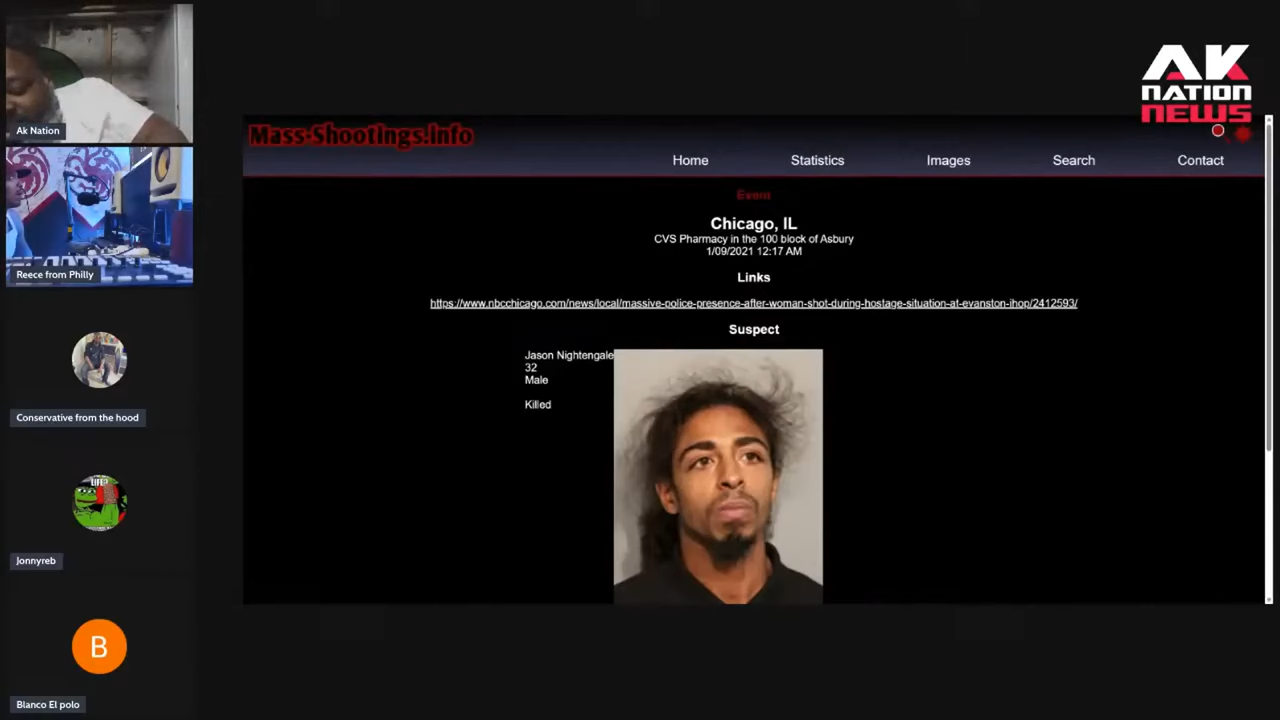 Ak Nation
Reece from Philly
Conservative from the hood
LIFE?
Jonnyreb
B
Blanco El polo
AK
NATION
NEWS
Mass-Shootings.info
Home
Statistics
Images
Search
Contact
Event
Chicago, IL
CVS Pharmacy in the 100 block of Asbury
1/09/2021 12:17 AM
Links
https://www.nbcchicago.com/news/local/massive-police-presence-after-woman-shot-during-hostage-situation-at-evanston-ihop/2412593/
Suspect
Jason Nightengale
32
Male
Killed